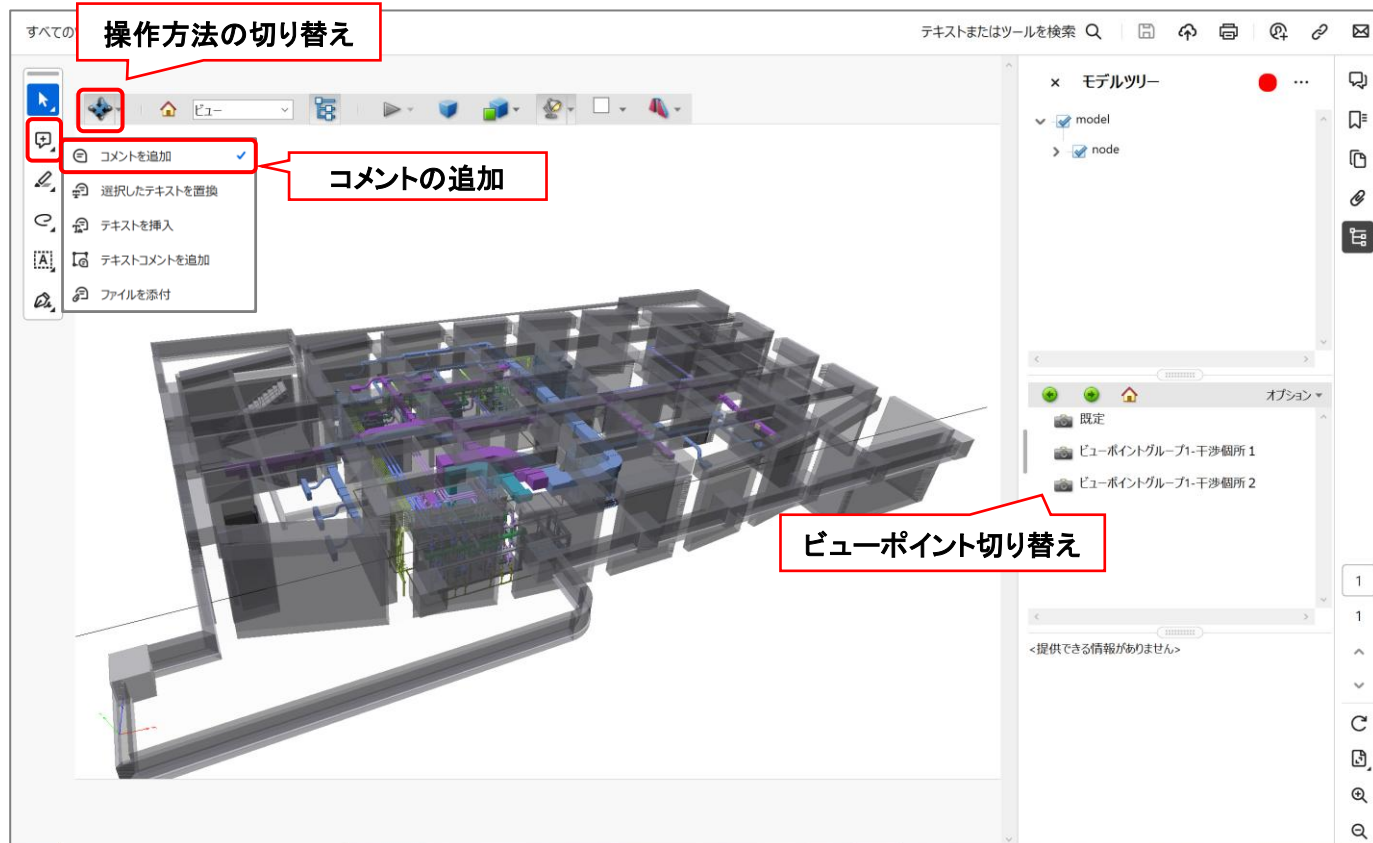 すべての
操作方法の切り替え
テキストまたはツールを検索
ビュー
コメントを追加
選択したテキストを置換
テキストを挿入
テキストコメントを追加
ファイルを添付
コメントの追加
モデルツリー
model
node
オプション
既定
ビューポイントグループ1-干渉個所 1
ビューポイントグループ1-干渉個所 2
ビューポイント切り替え
<提供できる情報がありません>
1
1